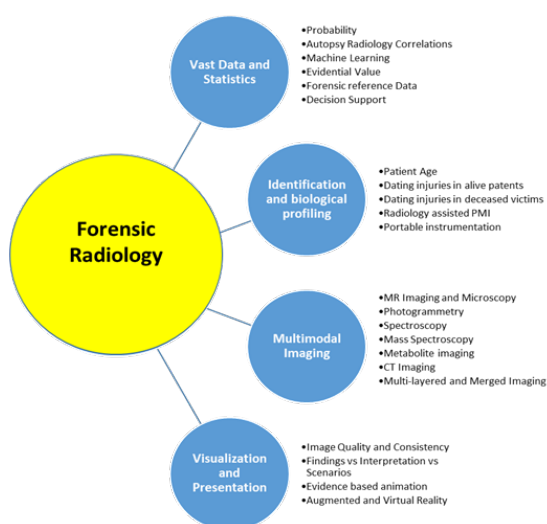 Forensic
Radiology
Vast Data and
Statistics
•Probability
•Autopsy Radiology Correlations
•Machine Learning
•Evidential Value
•Forensic reference Data
•Decision Support
Identification
and biological
profiling
•Patient Age
•Dating injuries in alive patents
•Dating injuries in deceased victims
•Radiology assisted PMI
•Portable instrumentation
Multimodal
Imaging
•MR Imaging and Microscopy
•Photogrammetry
•Spectroscopy
•Mass Spectroscopy
•Metabolite imaging
•CT Imaging
•Multi-layered and Merged Imaging
Visualization
and
Presentation
•Image Quality and Consistency
•Findings vs Interpretation vs
Scenarios
•Evidence based animation
•Augmented and Virtual Reality